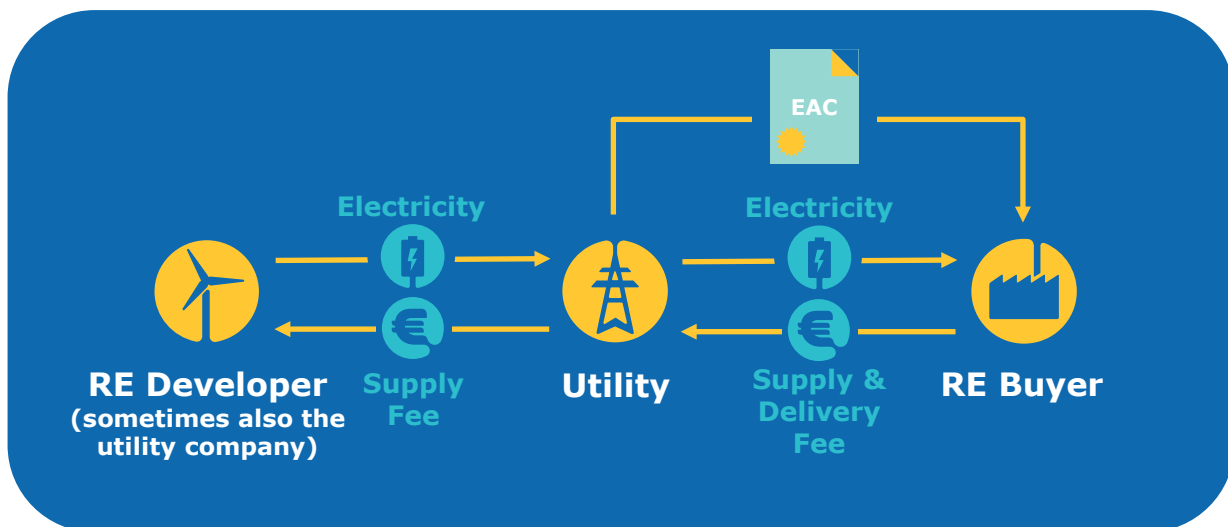 EAC
Electricity
Electricity
RE Developer
(sometimes also the
utility company)
Supply
Fee
Utility
Supply &
Delivery
Fee
RE Buyer